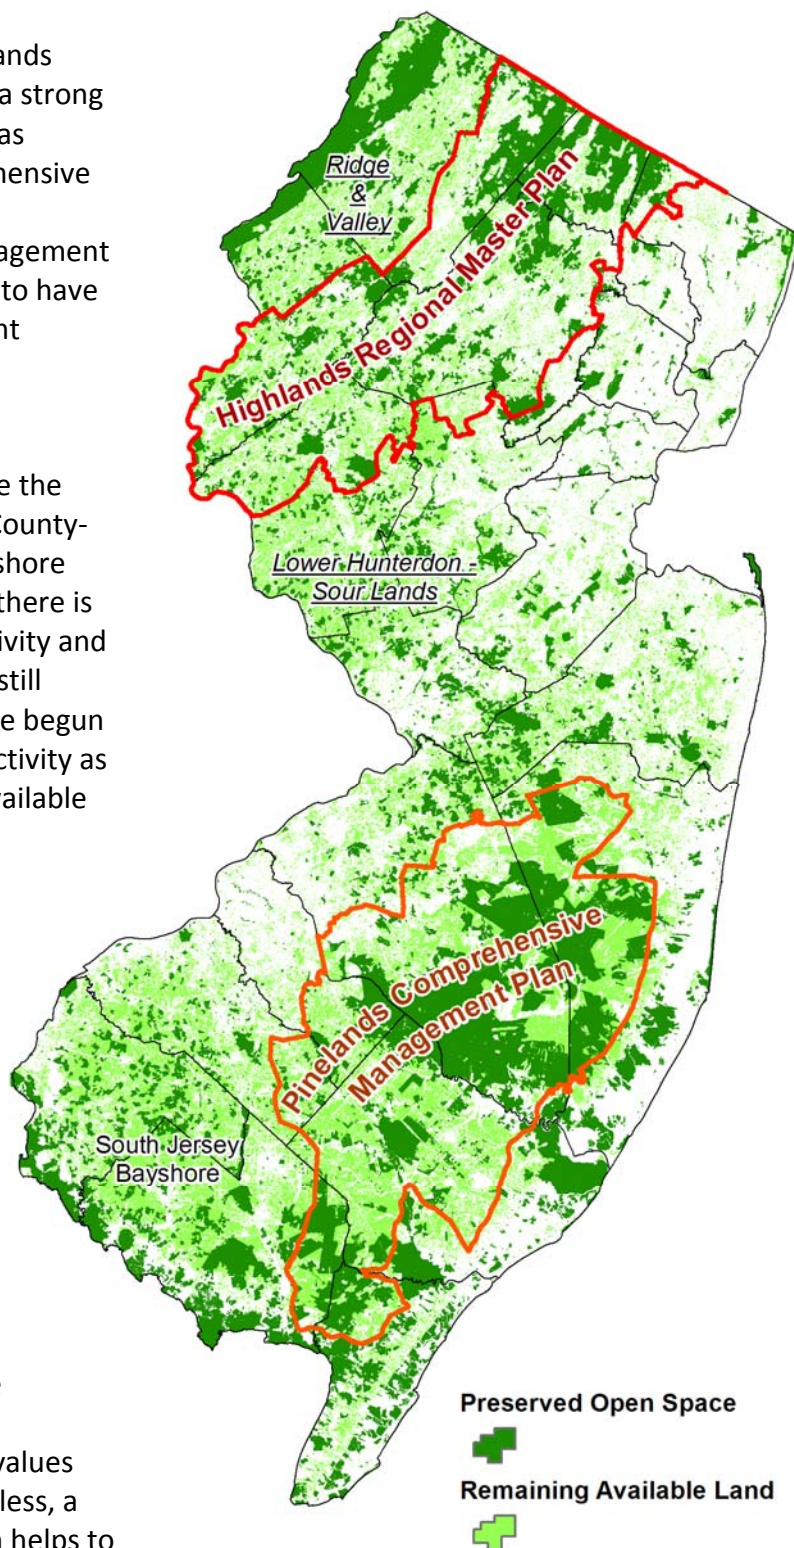 ands
a strong
as
hensive
agement
to have
nt
e the
County-
shore
there is
ivity and
still
e begun
ctivity as
vailable
values
less, a
helps to
Ridge
&
Valley
Highlands Regional Master Plan
Lower Hunterdon -
Sour Lands
Pinelands Comprehensive
Management Plan
South Jersey
Bayshore
Preserved Open Space
Remaining Available Land